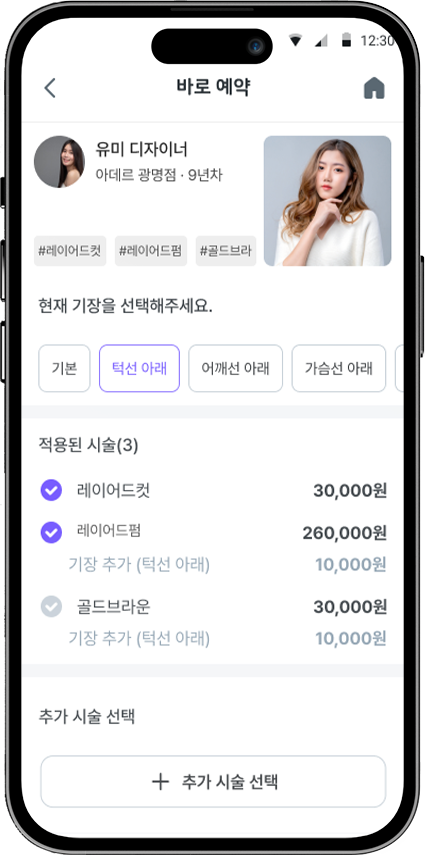 12:30
바로 예약
유미 디자이너
아데르 광명점 · 9년차
#레이어드컷 #레이어드펌 #골드브라
현재 기장을 선택해주세요.
기본 턱선 아래 어깨선 아래 가슴선 아래
적용된 시술(3)
레이어드컷 30,000원
레이어드펌 260,000원
기장 추가 (턱선 아래) 10,000원
골드브라운 30,000원
기장 추가 (턱선 아래) 10,000원
추가 시술 선택
+ 추가 시술 선택